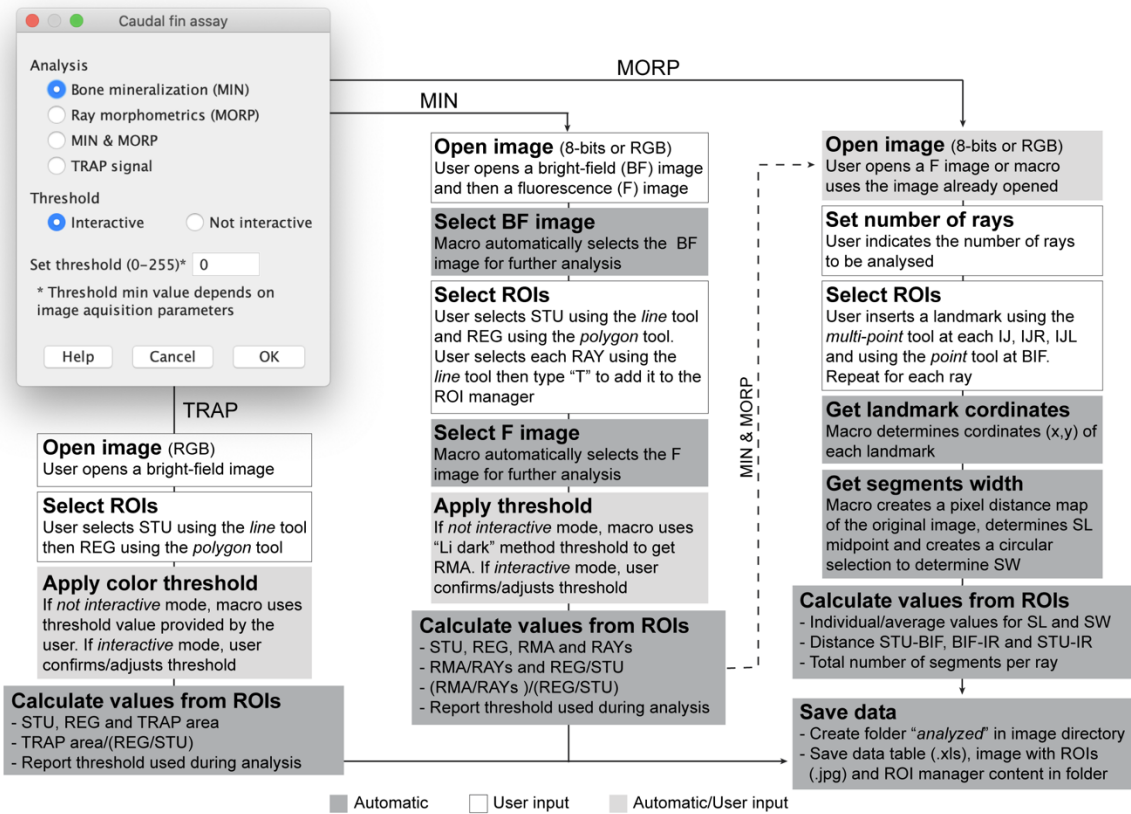 Caudal fin assay
Analysis
Bone mineralization (MIN)
Ray morphometrics (MORP)
MIN & MORP
TRAP signal
Threshold
Interactive
Not interactive
Set threshold (0–255)* 0
* Threshold min value depends on
image aquisition parameters
Help
Cancel
OK
TRAP
Open image (RGB)
User opens a bright-field image
Select ROIs
User selects STU using the line tool
then REG using the polygon tool
Apply color threshold
If not interactive mode, macro uses
threshold value provided by the
user. If interactive mode, user
confirms/adjusts threshold
Calculate values from ROIs
- STU, REG and TRAP area
- TRAP area/(REG/STU)
- Report threshold used during analysis
MIN
Open image (8-bits or RGB)
User opens a bright-field (BF) image
and then a fluorescence (F) image
Select BF image
Macro automatically selects the BF
image for further analysis
Select ROIs
User selects STU using the line tool
and REG using the polygon tool.
User selects each RAY using the
line tool then type “T” to add it to the
ROI manager
Select F image
Macro automatically selects the F
image for further analysis
Apply threshold
If not interactive mode, macro uses
“Li dark” method threshold to get
RMA. If interactive mode, user
confirms/adjusts threshold
Calculate values from ROIs
- STU, REG, RMA and RAYs
- RMA/RAYs and REG/STU
- (RMA/RAYs )/(REG/STU)
- Report threshold used during analysis
MIN & MORP
MORP
Open image (8-bits or RGB)
User opens a F image or macro
uses the image already opened
Set number of rays
User indicates the number of rays
to be analysed
Select ROIs
User inserts a landmark using the
multi-point tool at each IJ, IJR, IJL
and using the point tool at BIF.
Repeat for each ray
Get landmark cordinates
Macro determines cordinates (x,y) of
each landmark
Get segments width
Macro creates a pixel distance map
of the original image, determines SL
midpoint and creates a circular
selection to determine SW
Calculate values from ROIs
- Individual/average values for SL and SW
- Distance STU-BIF, BIF-IR and STU-IR
- Total number of segments per ray
Save data
- Create folder “analyzed” in image directory
- Save data table (.xls), image with ROIs
(.jpg) and ROI manager content in folder
Automatic
User input
Automatic/User input